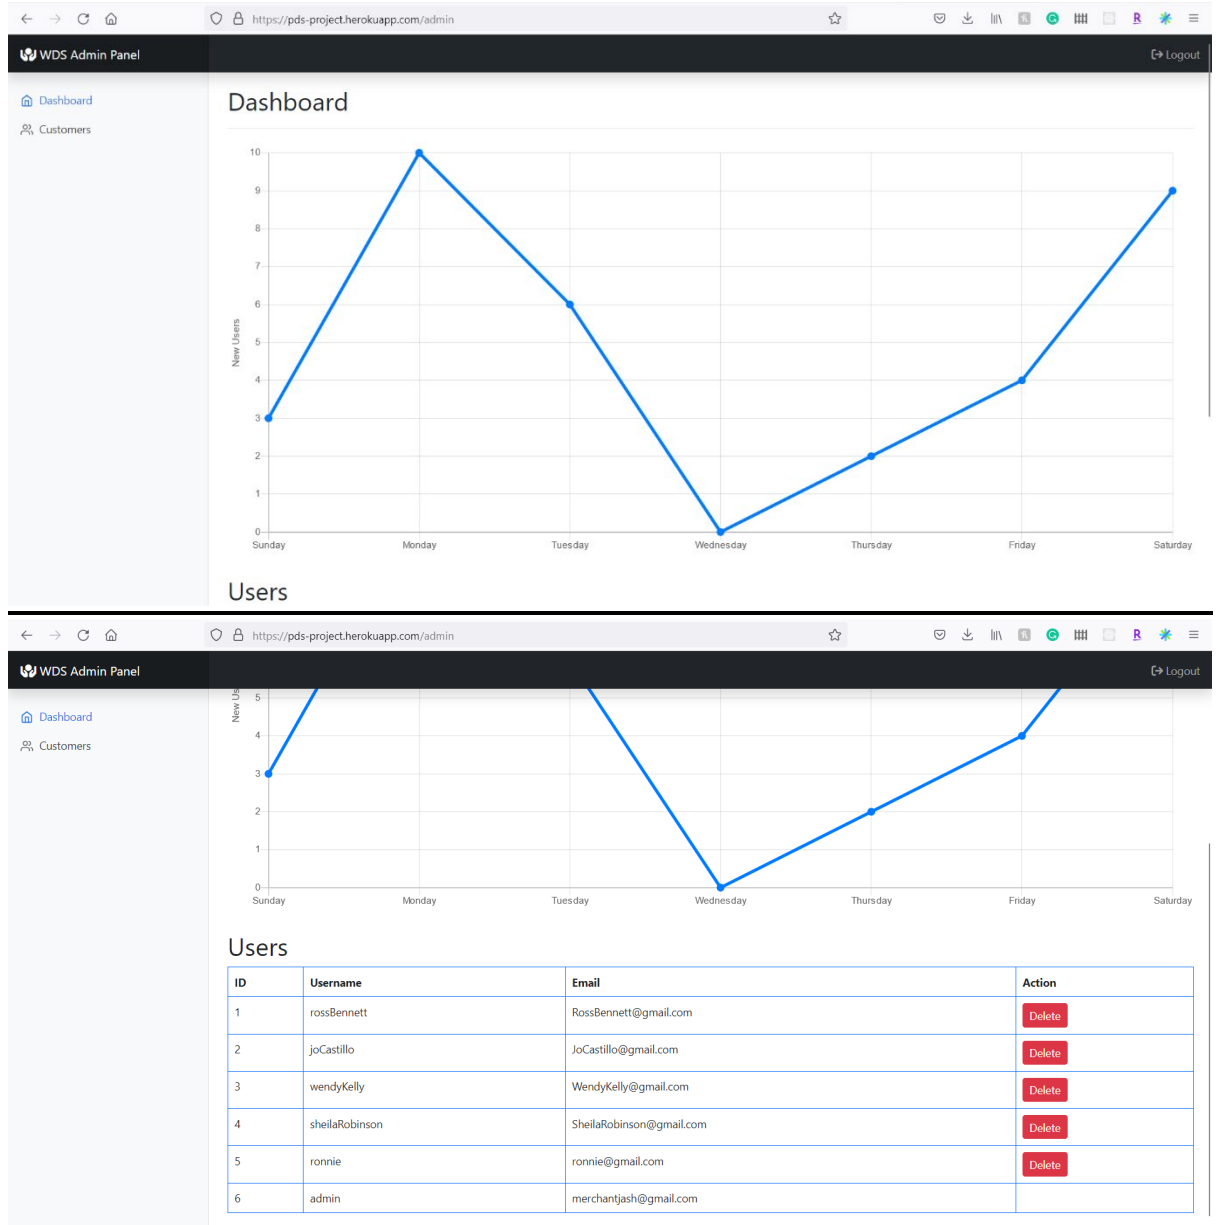 https://pds-project.herokuapp.com/admin
WDS Admin Panel
Logout
Dashboard
Customers
Dashboard
10
9
8
7
6
5
4
3
2
1
0
New Users
Sunday Monday Tuesday Wednesday Thursday Friday Saturday
Users
https://pds-project.herokuapp.com/admin
WDS Admin Panel
Logout
Dashboard
Customers
5
4
3
2
1
0
New Us
Sunday Monday Tuesday Wednesday Thursday Friday Saturday
Users
ID Username Email Action
1 rossBennett RossBennett@gmail.com Delete
2 joCastillo JoCastillo@gmail.com Delete
3 wendyKelly WendyKelly@gmail.com Delete
4 sheilaRobinson SheilaRobinson@gmail.com Delete
5 ronnie ronnie@gmail.com Delete
6 admin merchantjash@gmail.com